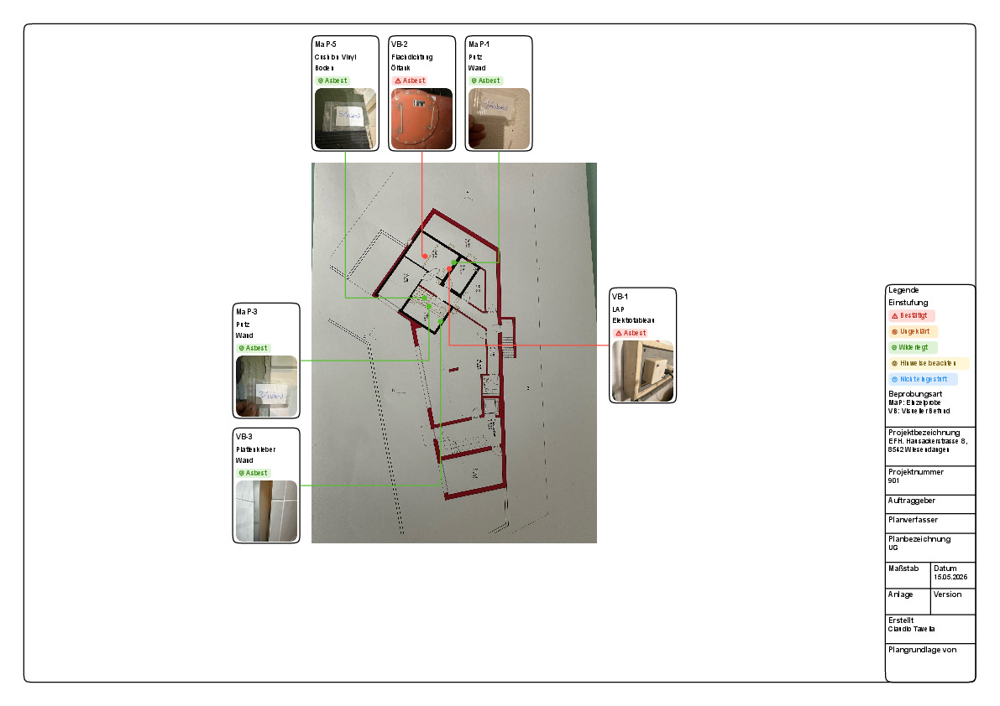 MaP-5
Cushion Vinyl
Boden
Asbest
VB-2
Flachdichtung
Öltank
Asbest
MaP-1
Putz
Wand
Asbest
MaP-3
Putz
Wand
Asbest
VB-3
Plattenkleber
Wand
Asbest
VB-1
LAP
Elektrotableau
Asbest
Legende
Einstufung
Bestätigt
Ungeklärt
Widerlegt
Hinweise beachten
Nicht eingestuft
Beprobungsart
MaP: Einzelprobe
VB: Visueller Befund
Projektbezeichnung
EFH. Hausackerstrasse 8,
8542 Wiesendangen
Projektnummer
901
Auftraggeber
Planverfasser
Planbezeichnung
UG
Maßstab
Datum
15.05.2026
Anlage
Version
Erstellt
Claudio Tavella
Plangrundlage von